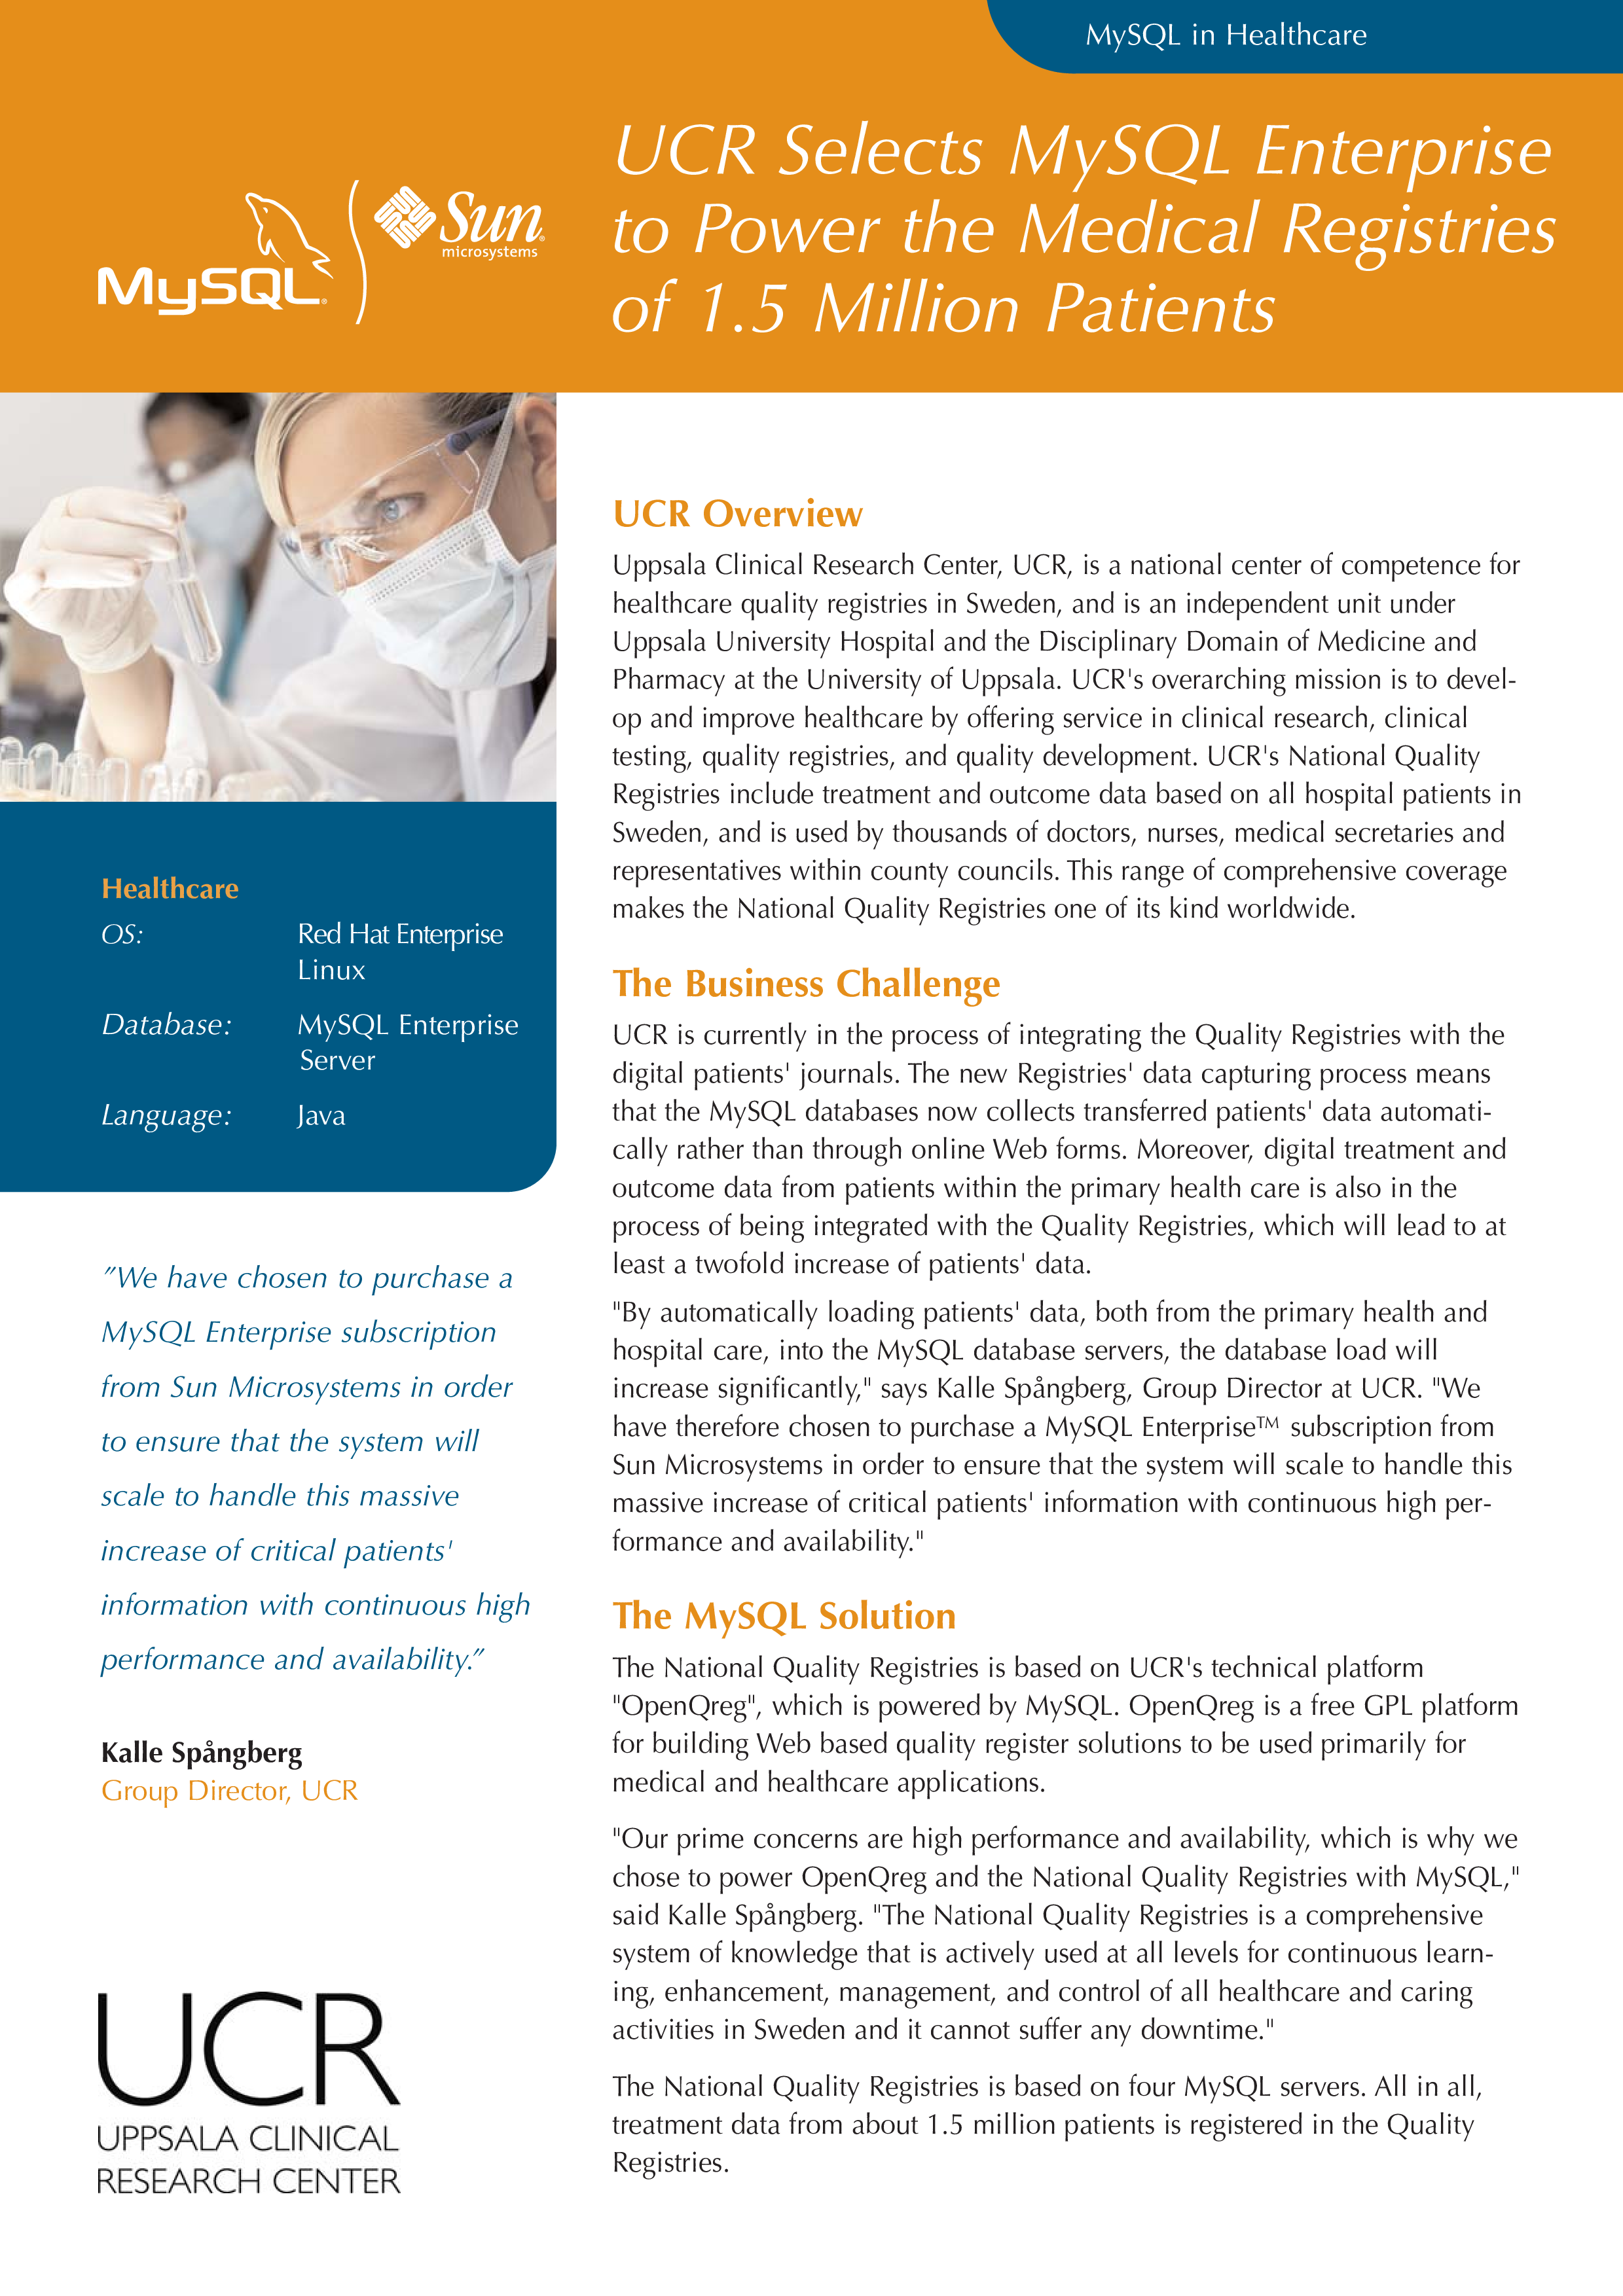 MySQL in Healthcare
UCR Selects MySQL Enterprise
to Power the Medical Registries
of 1.5 Million Patients
MySQL®
Sun®
microsystems
Healthcare
OS: Red Hat Enterprise
Linux
Database: MySQL Enterprise
Server
Language: Java
"We have chosen to purchase a
MySQL Enterprise subscription
from Sun Microsystems in order
to ensure that the system will
scale to handle this massive
increase of critical patients'
information with continuous high
performance and availability."
Kalle Spångberg
Group Director, UCR
UCR
UPPSALA CLINICAL
RESEARCH CENTER
UCR Overview
Uppsala Clinical Research Center, UCR, is a national center of competence for
healthcare quality registries in Sweden, and is an independent unit under
Uppsala University Hospital and the Disciplinary Domain of Medicine and
Pharmacy at the University of Uppsala. UCR's overarching mission is to devel-
op and improve healthcare by offering service in clinical research, clinical
testing, quality registries, and quality development. UCR's National Quality
Registries include treatment and outcome data based on all hospital patients in
Sweden, and is used by thousands of doctors, nurses, medical secretaries and
representatives within county councils. This range of comprehensive coverage
makes the National Quality Registries one of its kind worldwide.
The Business Challenge
UCR is currently in the process of integrating the Quality Registries with the
digital patients' journals. The new Registries' data capturing process means
that the MySQL databases now collects transferred patients' data automati-
cally rather than through online Web forms. Moreover, digital treatment and
outcome data from patients within the primary health care is also in the
process of being integrated with the Quality Registries, which will lead to at
least a twofold increase of patients' data.
"By automatically loading patients' data, both from the primary health and
hospital care, into the MySQL database servers, the database load will
increase significantly," says Kalle Spångberg, Group Director at UCR. "We
have therefore chosen to purchase a MySQL Enterprise™ subscription from
Sun Microsystems in order to ensure that the system will scale to handle this
massive increase of critical patients' information with continuous high per-
formance and availability."
The MySQL Solution
The National Quality Registries is based on UCR's technical platform
"OpenQreg", which is powered by MySQL. OpenQreg is a free GPL platform
for building Web based quality register solutions to be used primarily for
medical and healthcare applications.
"Our prime concerns are high performance and availability, which is why we
chose to power OpenQreg and the National Quality Registries with MySQL,"
said Kalle Spångberg. "The National Quality Registries is a comprehensive
system of knowledge that is actively used at all levels for continuous learn-
ing, enhancement, management, and control of all healthcare and caring
activities in Sweden and it cannot suffer any downtime."
The National Quality Registries is based on four MySQL servers. All in all,
treatment data from about 1.5 million patients is registered in the Quality
Registries.